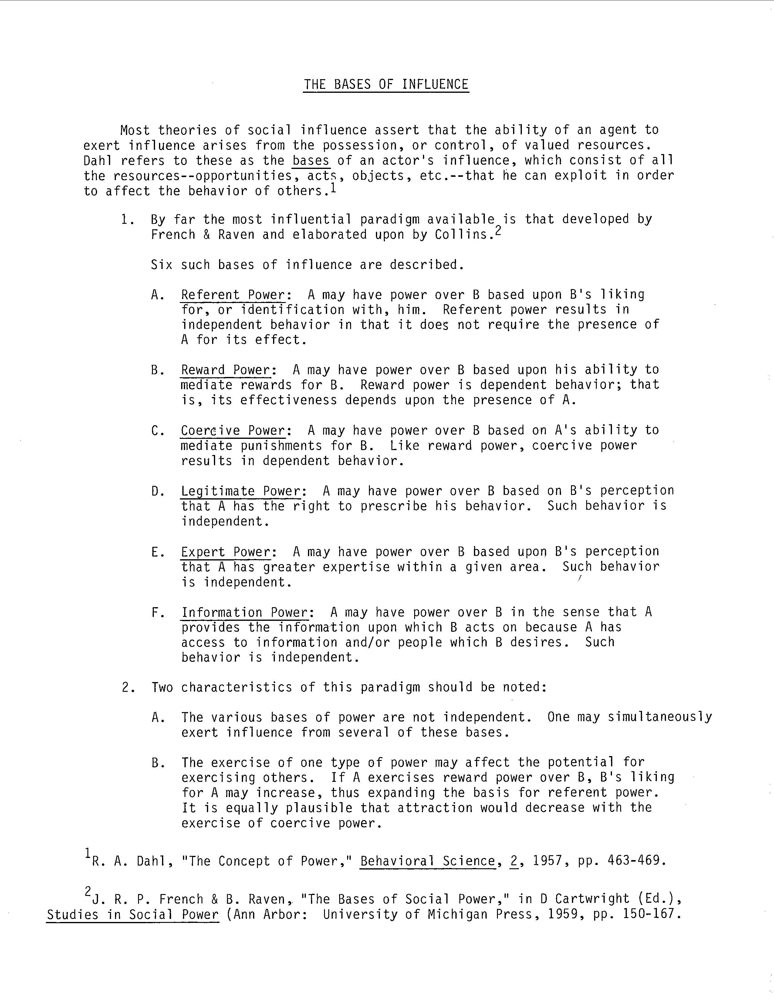 THE BASES OF INFLUENCE
Most theories of social influence assert that the ability of an agent to
exert influence arises from the possession, or control, of valued resources.
Dahl refers to these as the bases of an actor's influence, which consist of all
the resources--opportunities, acts, objects, etc.--that he can exploit in order
to affect the behavior of others.1
1. By far the most influential paradigm available is that developed by
French & Raven and elaborated upon by Collins.2
Six such bases of influence are described.
A. Referent Power: A may have power over B based upon B's liking
for, or identification with, him. Referent power results in
independent behavior in that it does not require the presence of
A for its effect.
B. Reward Power: A may have power over B based upon his ability to
mediate rewards for B. Reward power is dependent behavior; that
is, its effectiveness depends upon the presence of A.
C. Coercive Power: A may have power over B based on A's ability to
mediate punishments for B. Like reward power, coercive power
results in dependent behavior.
D. Legitimate Power: A may have power over B based on B's perception
that A has the right to prescribe his behavior. Such behavior is
independent.
E. Expert Power: A may have power over B based upon B's perception
that A has greater expertise within a given area. Such behavior
is independent.
F. Information Power: A may have power over B in the sense that A
provides the information upon which B acts on because A has
access to information and/or people which B desires. Such
behavior is independent.
2. Two characteristics of this paradigm should be noted:
A. The various bases of power are not independent. One may simultaneously
exert influence from several of these bases.
B. The exercise of one type of power may affect the potential for
exercising others. If A exercises reward power over B, B's liking
for A may increase, thus expanding the basis for referent power.
It is equally plausible that attraction would decrease with the
exercise of coercive power.
1R. A. Dahl, "The Concept of Power," Behavioral Science, 2, 1957, pp. 463-469.
2J. R. P. French & B. Raven, "The Bases of Social Power," in D Cartwright (Ed.),
Studies in Social Power (Ann Arbor: University of Michigan Press, 1959, pp. 150-167.